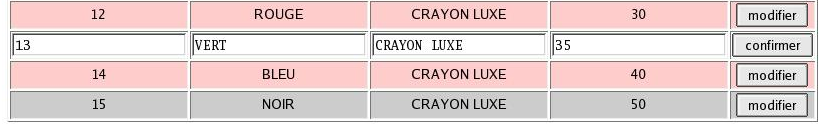 12 ROUGE CRAYON LUXE 30 modifier
13 VERT CRAYON LUXE 35 confirmer
14 BLEU CRAYON LUXE 40 modifier
15 NOIR CRAYON LUXE 50 modifier